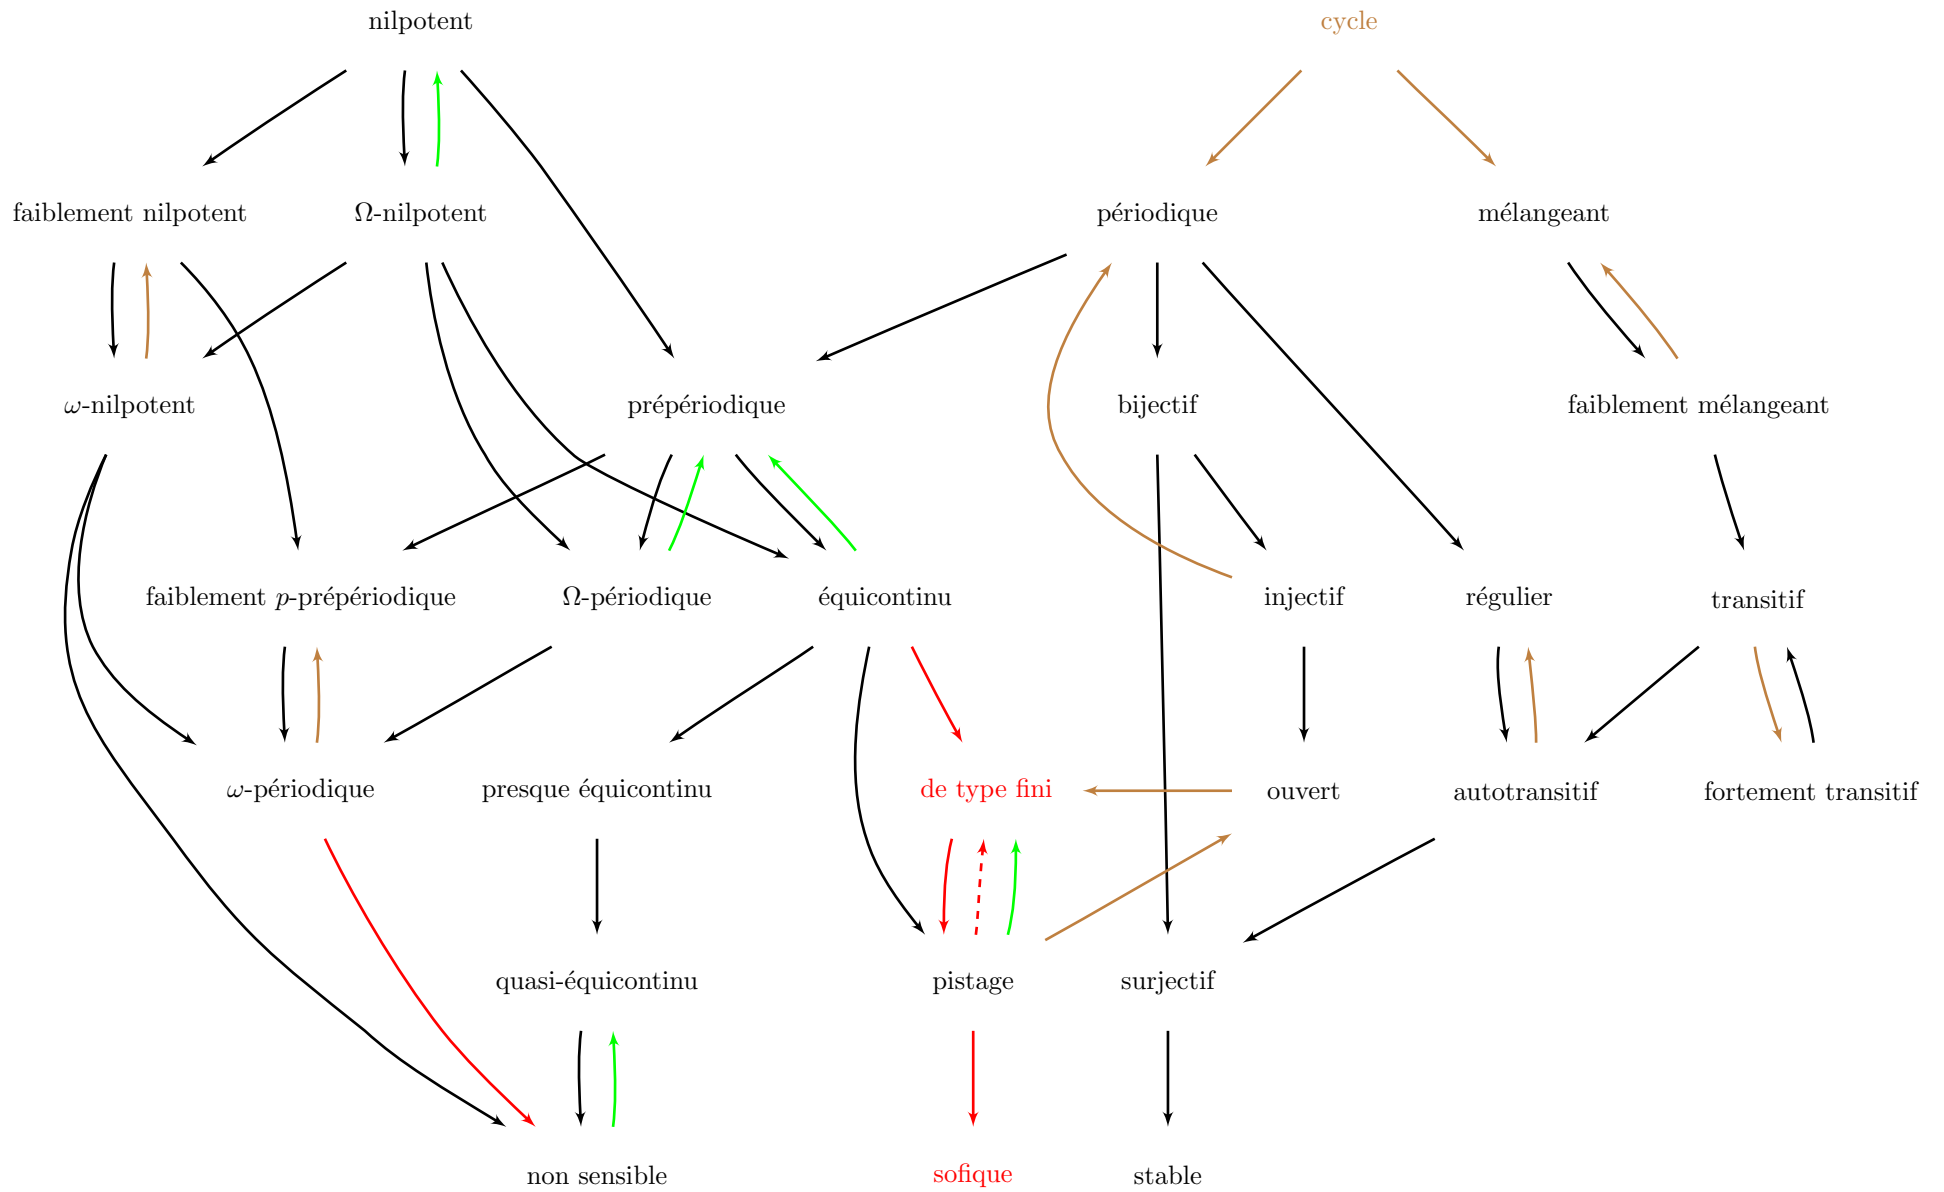 nilpotent
cycle
faiblement nilpotent
Ω-nilpotent
périodique
mélangeant
ω-nilpotent
prépériodique
bijectif
faiblement mélangeant
faiblement p-prépériodique
Ω-périodique
équicontinu
injectif
régulier
transitif
ω-périodique
presque équicontinu
de type fini
ouvert
autotransitif
fortement transitif
quasi-équicontinu
pistage
surjectif
non sensible
sofique
stable